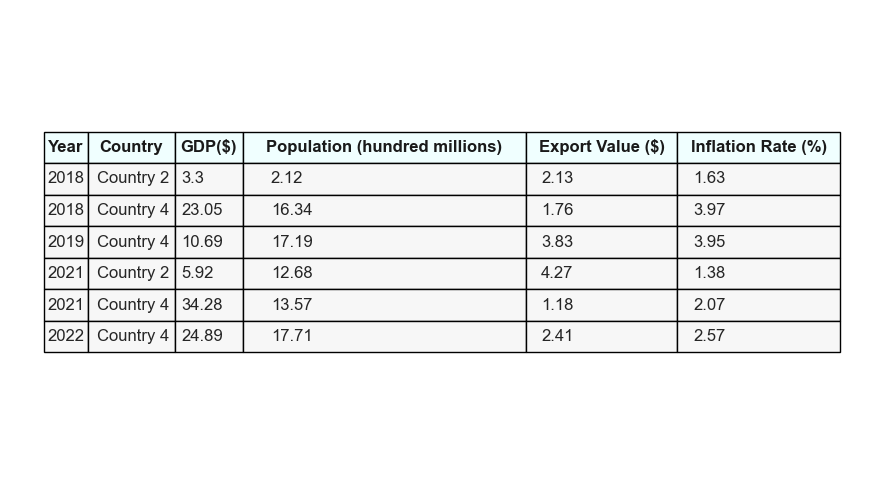 Year Country GDP($) Population (hundred millions) Export Value ($) Inflation Rate (%)
2018 Country 2 3.3 2.12 2.13 1.63
2018 Country 4 23.05 16.34 1.76 3.97
2019 Country 4 10.69 17.19 3.83 3.95
2021 Country 2 5.92 12.68 4.27 1.38
2021 Country 4 34.28 13.57 1.18 2.07
2022 Country 4 24.89 17.71 2.41 2.57